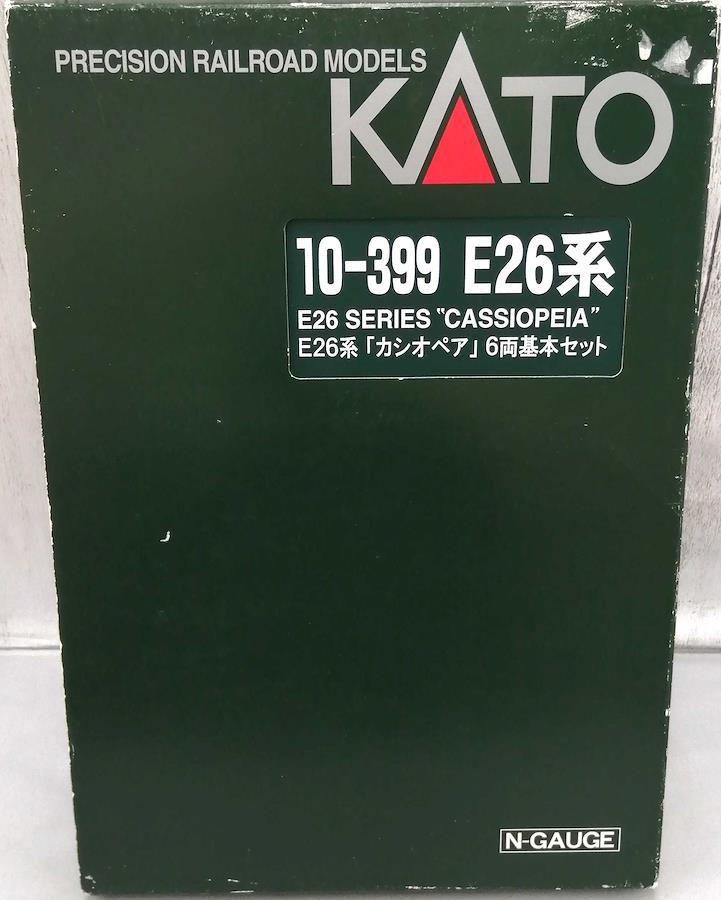 PRECISION RAILROAD MODELS
KATO
10-399 E26系
E26 SERIES “CASSIOPEIA”
E26系「カシオペア」6両基本セット
N-GAUGE